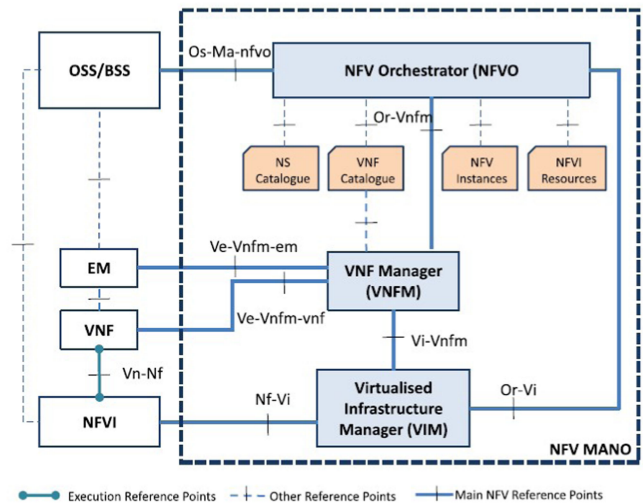 Os-Ma-nfvo
OSS/BSS
NFV Orchestrator (NFVO
Or-Vnfm
NS
Catalogue
VNF
Catalogue
NFV
Instances
NFVI
Resources
Ve-Vnfm-em
EM
VNF Manager
(VNFM)
VNF
Ve-Vnfm-vnf
Vi-Vnfm
Vn-Nf
Virtualised
Infrastructure
Manager (VIM)
Nf-Vi
Or-Vi
NFVI
NFV MANO
Execution Reference Points
Other Reference Points
Main NFV Reference Points